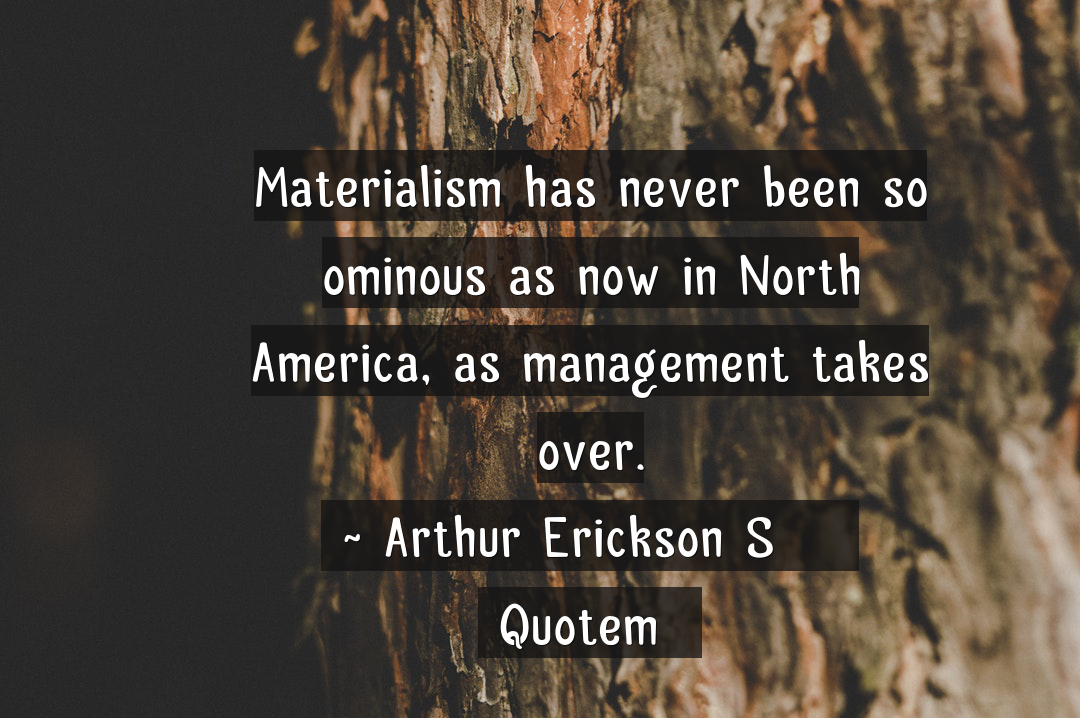 Materialism has never been so
ominous as now in North
America, as management takes
over.
~ Arthur Erickson S
Quotem